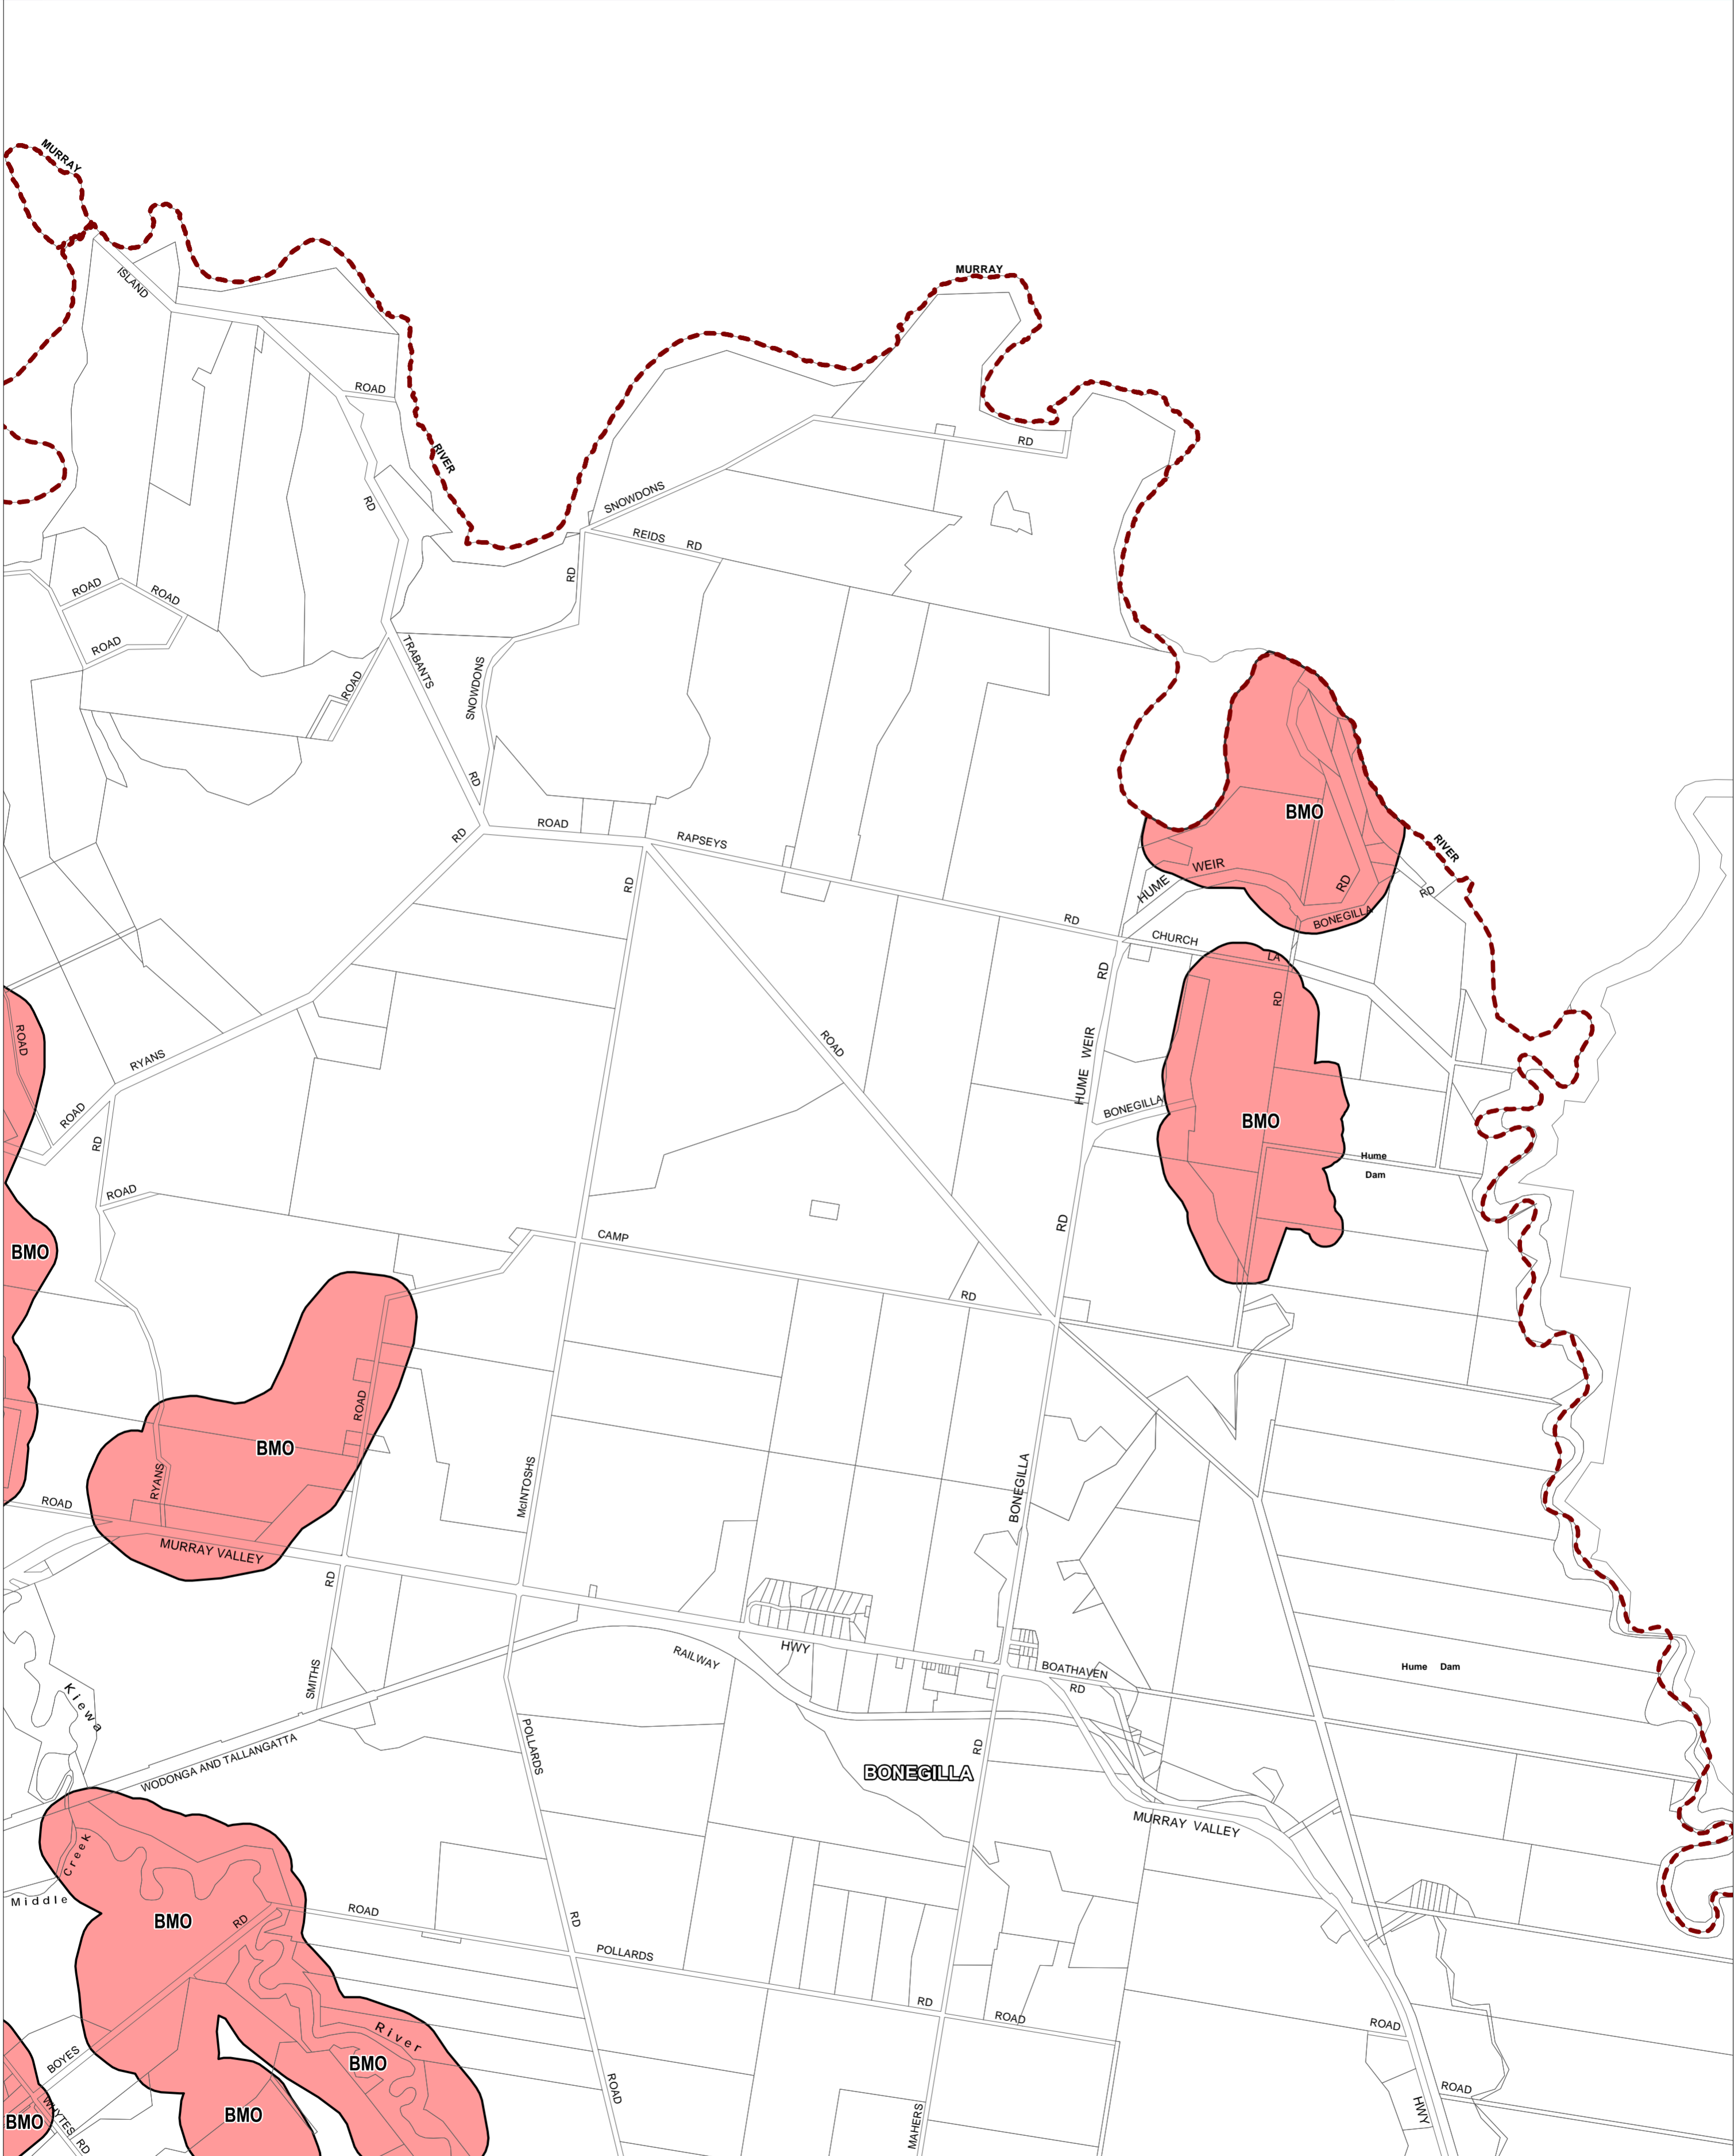 MURRAY
ISLAND
MURRAY
ROAD
RIVER
RD
RD
SNOWDONS
REIDS RD
RD
ROAD
ROAD
ROAD
ROAD
TRABANTS
SNOWDONS
RD
RD
ROAD
RAPSEYS
RD
BMO
RIVER
WEIR
HUME
RD
RD
BONEGILLA
RD
CHURCH
LA
RD
RD
ROAD
ROAD
HUME WEIR
RYANS
ROAD
RD
BONEGILLA
BMO
Hume
Dam
ROAD
RD
BMO
CAMP
RD
ROAD
BMO
RYANS
McINTOSHS
BONEGILLA
ROAD
MURRAY VALLEY
RD
HWY
RAILWAY
BOATHAVEN
RD
Hume Dam
SMITHS
Kiewa
POLLARDS
RD
WODONGA AND TALLANGATTA
BONEGILLA
MURRAY VALLEY
Creek
Middle
BMO
RD
ROAD
RD
POLLARDS
RD
ROAD
River
ROAD
BOYES
BMO
ROAD
ROAD
HWY
BMO
BMO
WHYTES
RD
MAHERS